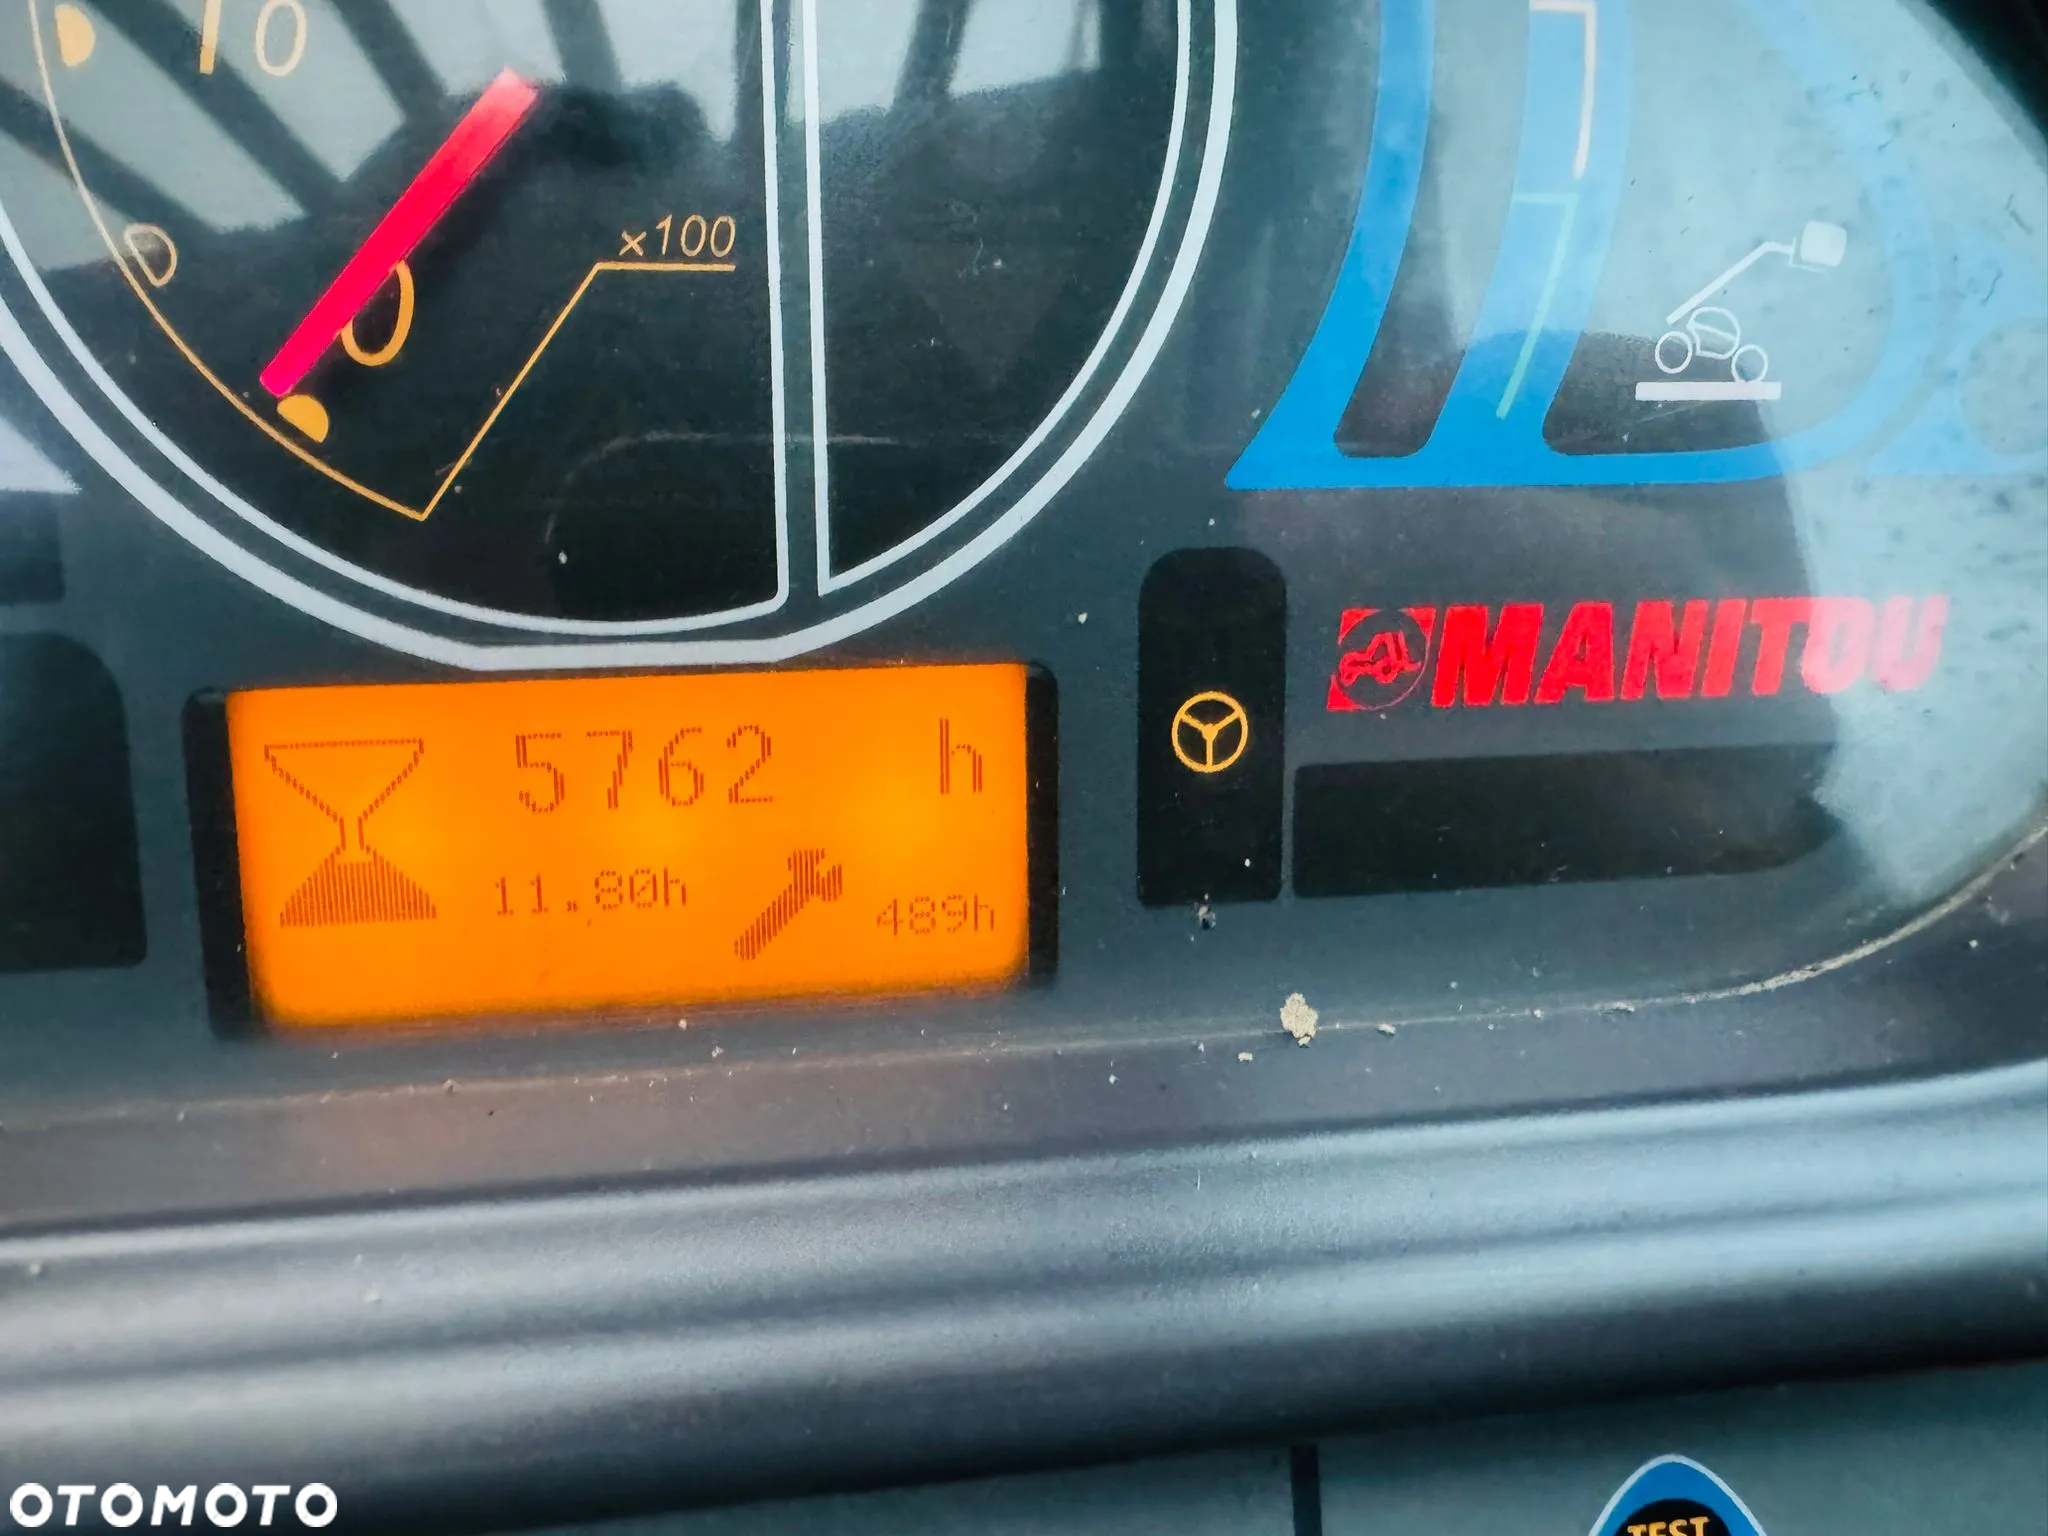 10
0
x100
MANITOU
5762 h
11.80h 489h
TEST
OTOMOTO